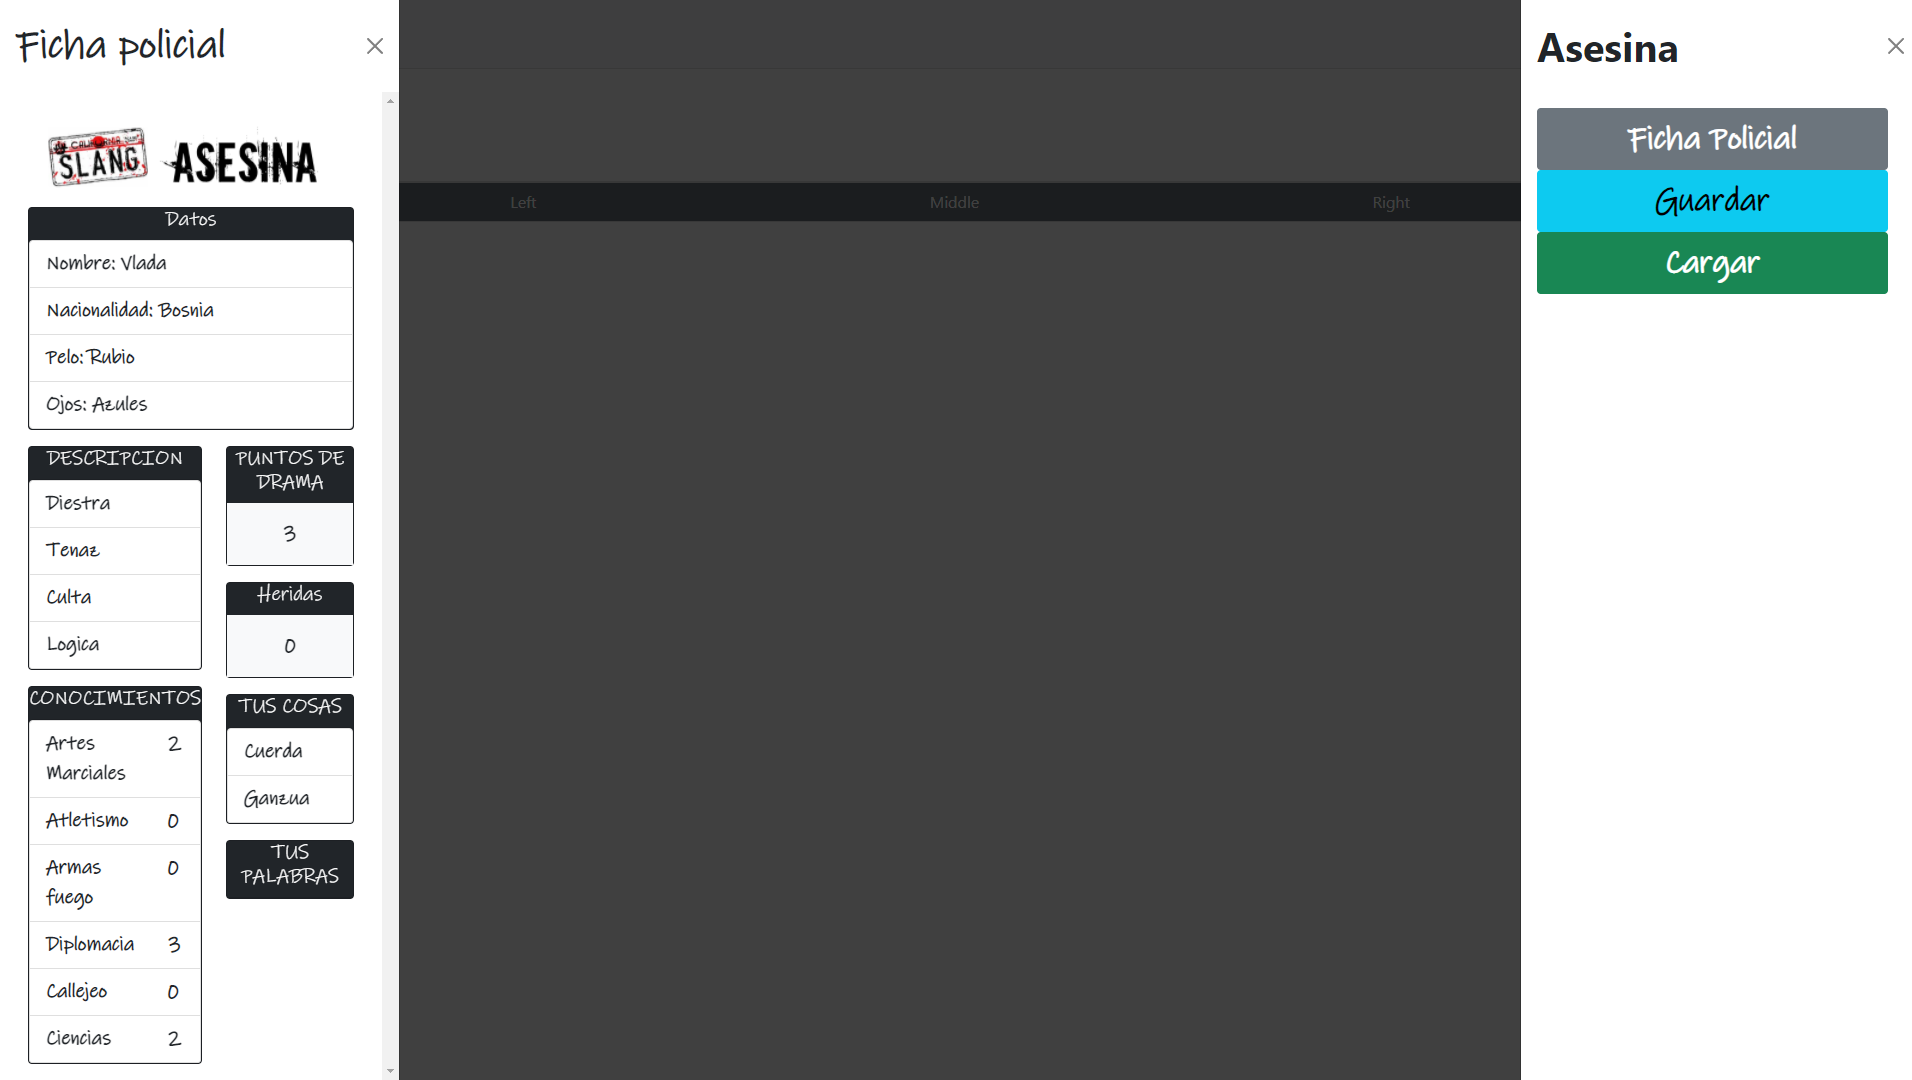 Ficha policial
CALIFORNIA
SLANG
ASESINA
Datos
Nombre: Vlada
Nacionalidad: Bosnia
Pelo: Rubio
Ojos: Azules
DESCRIPCION
Diestra
Tenaz
Culta
Logica
CONOCIMIENTOS
Artes 2
Marciales
Atletismo 0
Armas 0
fuego
Diplomacia 3
Callejeo 0
Ciencias 2
PUNTOS DE
DRAMA
3
Heridas
0
TUS COSAS
Cuerda
Ganzua
TUS
PALABRAS
Left
Middle
Right
Asesina
Ficha Policial
Guardar
Cargar